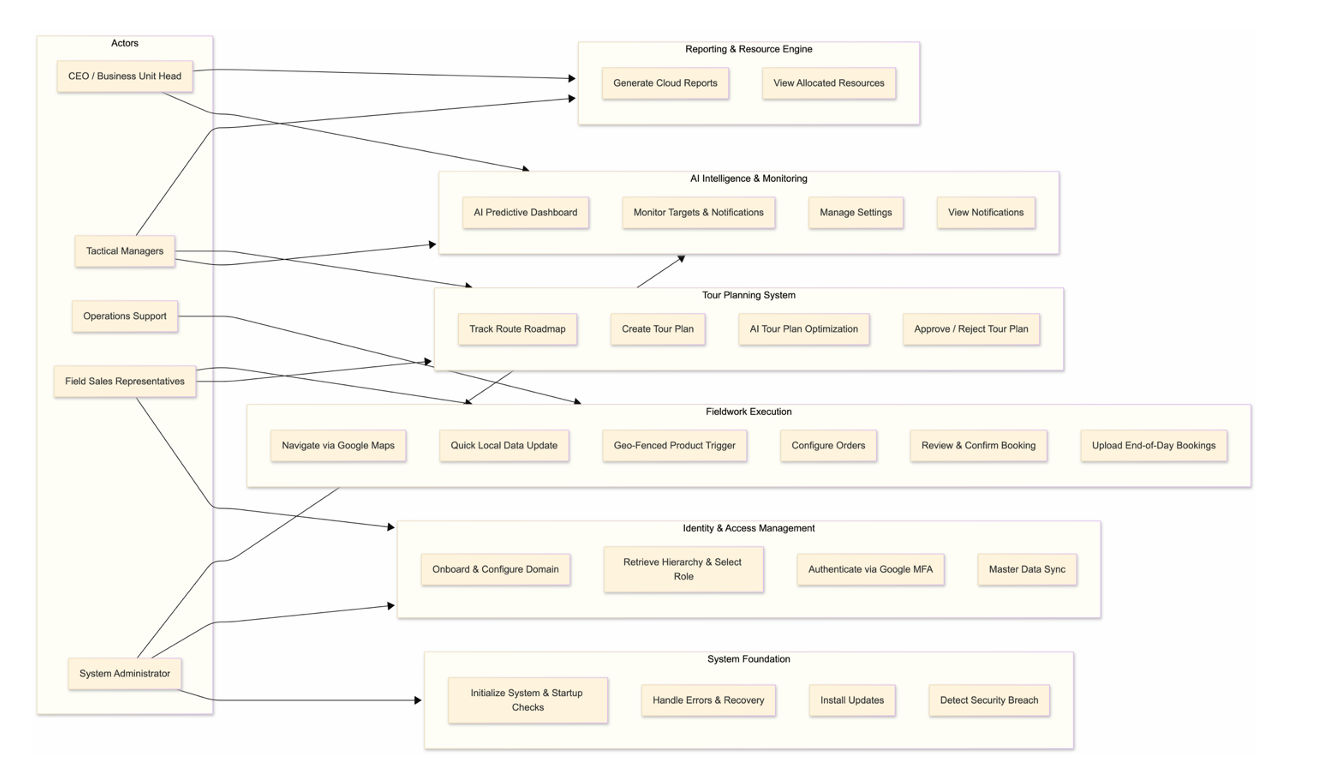 Actors
CEO / Business Unit Head
Tactical Managers
Operations Support
Field Sales Representatives
System Administrator
Reporting & Resource Engine
Generate Cloud Reports
View Allocated Resources
AI Intelligence & Monitoring
AI Predictive Dashboard
Monitor Targets & Notifications
Manage Settings
View Notifications
Tour Planning System
Track Route Roadmap
Create Tour Plan
AI Tour Plan Optimization
Approve / Reject Tour Plan
Fieldwork Execution
Navigate via Google Maps
Quick Local Data Update
Geo-Fenced Product Trigger
Configure Orders
Review & Confirm Booking
Upload End-of-Day Bookings
Identity & Access Management
Onboard & Configure Domain
Retrieve Hierarchy & Select
Role
Authenticate via Google MFA
Master Data Sync
System Foundation
Initialize System & Startup
Checks
Handle Errors & Recovery
Install Updates
Detect Security Breach